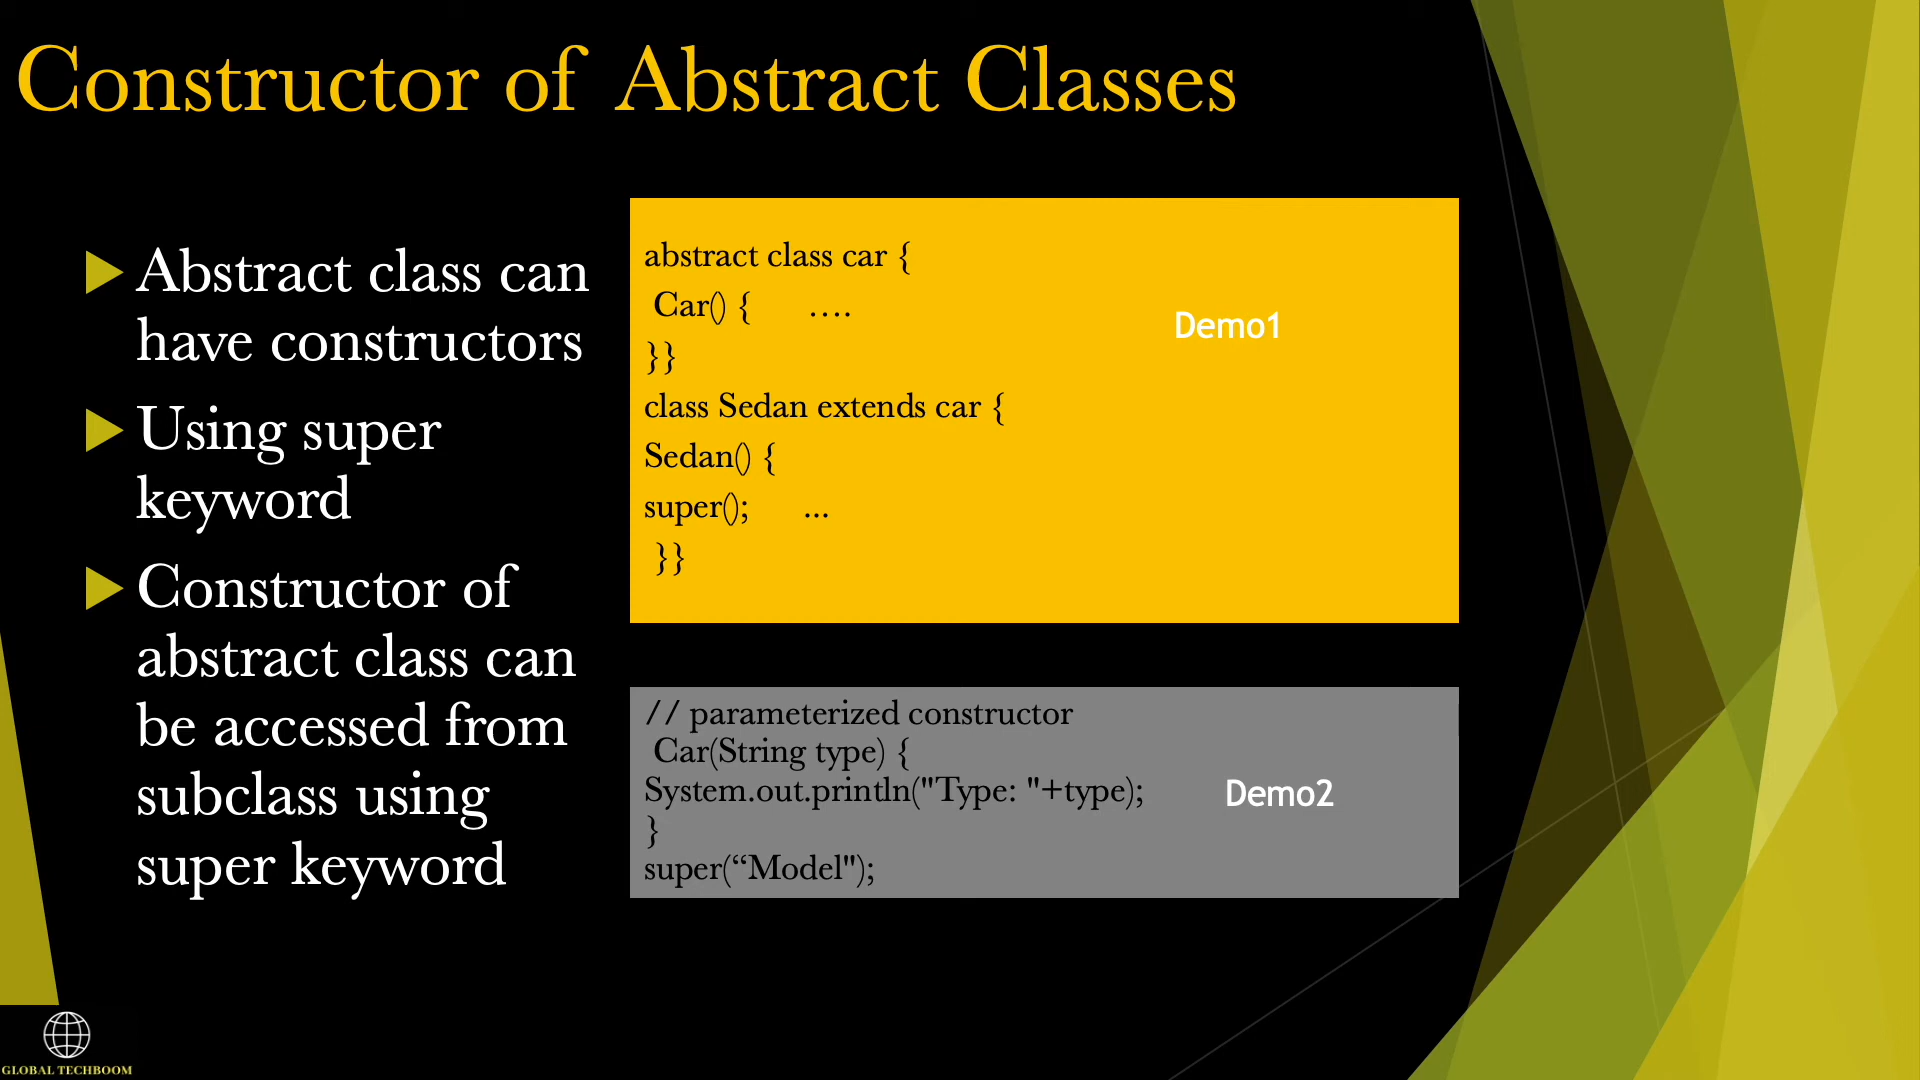 Constructor of Abstract Classes
Abstract class can
have constructors
Using super
keyword
Constructor of
abstract class can
be accessed from
subclass using
super keyword
abstract class car {
Car() { ….
}}
class Sedan extends car {
Sedan() {
super(); ...
}}
Demo1
// parameterized constructor
Car(String type) {
System.out.println("Type: "+type);
}
super(“Model");
Demo2
GLOBAL TECHBOOM